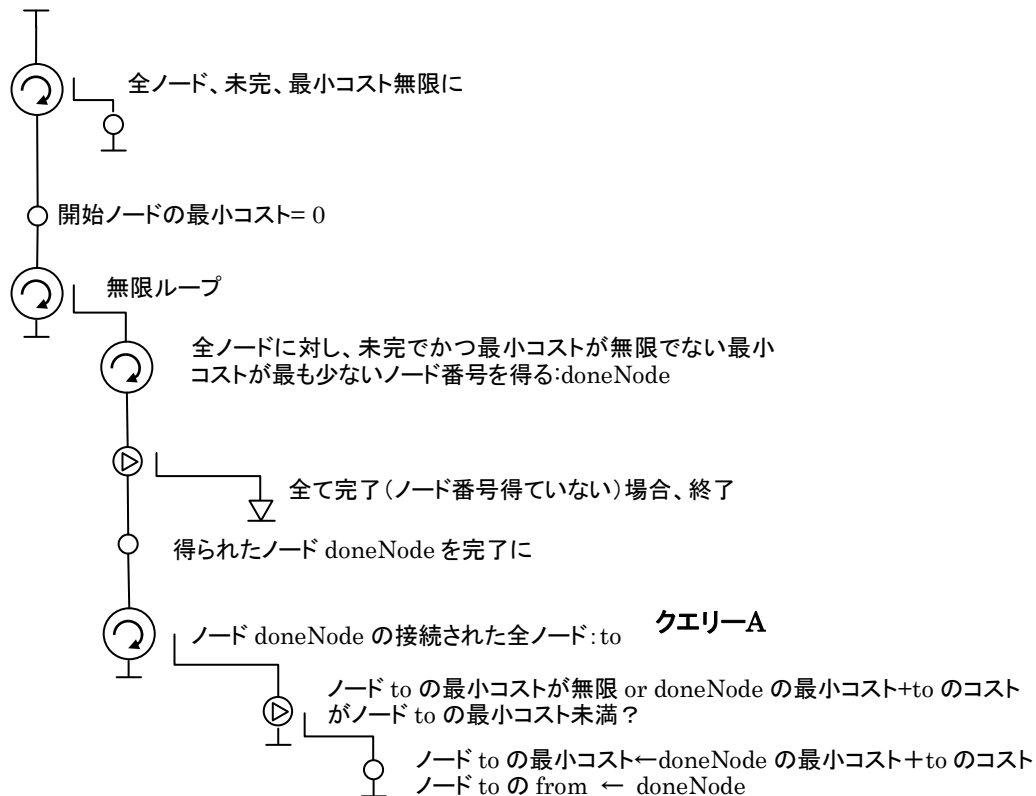 全ノード、未完、最小コスト無限に
開始ノードの最小コスト= 0
無限ループ
全ノードに対し、未完でかつ最小コストが無限でない最小
コストが最も少ないノード番号を得る:doneNode
全て完了(ノード番号得ていない)場合、終了
得られたノード doneNode を完了に
クエリーA
ノード doneNode の接続された全ノード:to
ノード to の最小コストが無限 or doneNode の最小コスト+to のコスト
がノード to の最小コスト未満?
ノード to の最小コスト←doneNode の最小コスト+to のコスト
ノード to の from ← doneNode